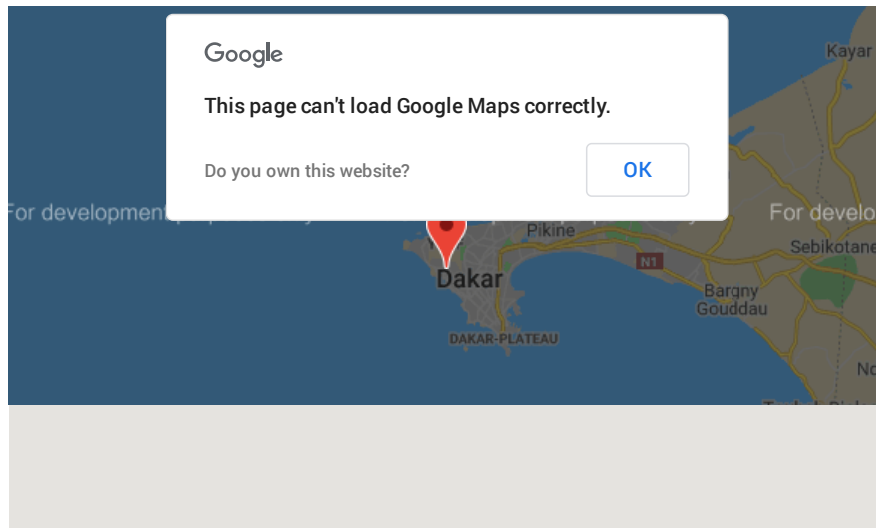 Google
Kayar
This page can't load Google Maps correctly.
Do you own this website?
OK
For development
For develo
Pikine
Sebikotane
N1
Dakar
Bargny
Gouddau
DAKAR-PLATEAU